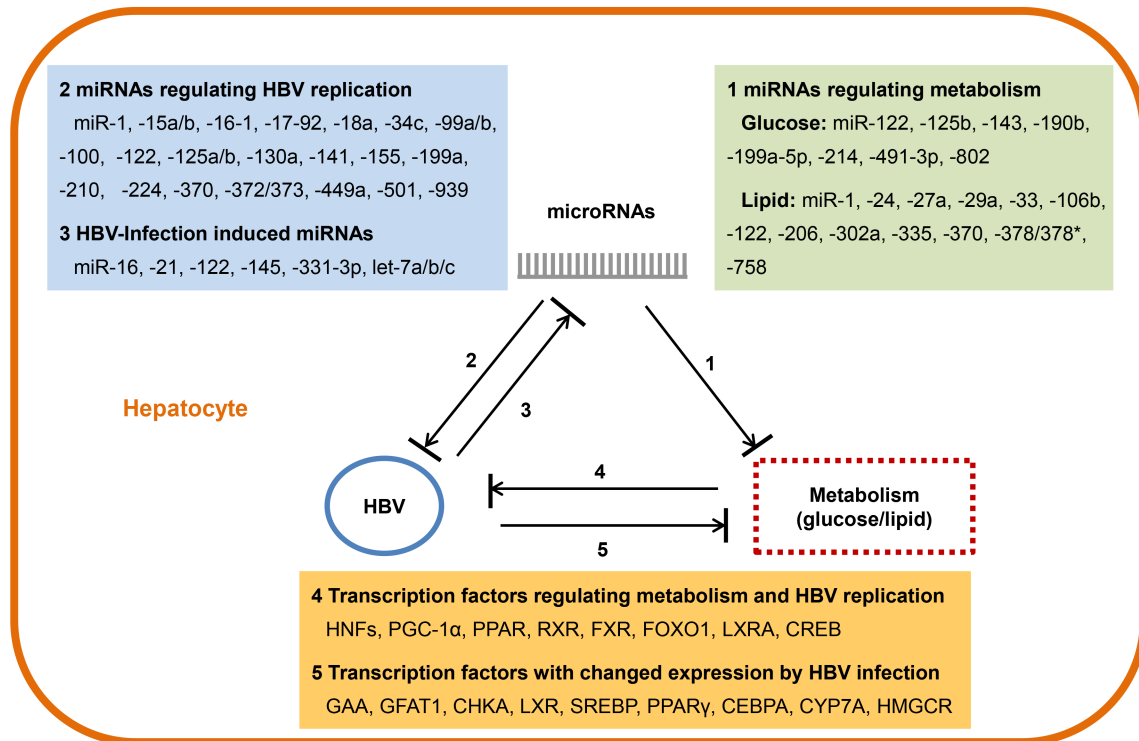 2 miRNAs regulating HBV replication
miR-1, -15a/b, -16-1, -17-92, -18a, -34c, -99a/b,
-100, -122, -125a/b, -130a, -141, -155, -199a,
-210, -224, -370, -372/373, -449a, -501, -939
3 HBV-Infection induced miRNAs
miR-16, -21, -122, -145, -331-3p, let-7a/b/c
1 miRNAs regulating metabolism
Glucose: miR-122, -125b, -143, -190b,
-199a-5p, -214, -491-3p, -802
Lipid: miR-1, -24, -27a, -29a, -33, -106b,
-122, -206, -302a, -335, -370, -378/378*,
-758
microRNAs
2
3
1
Hepatocyte
HBV
4
5
Metabolism
(glucose/lipid)
4 Transcription factors regulating metabolism and HBV replication
HNFs, PGC-1α, PPAR, RXR, FXR, FOXO1, LXRA, CREB
5 Transcription factors with changed expression by HBV infection
GAA, GFAT1, CHKA, LXR, SREBP, PPARγ, CEBPA, CYP7A, HMGCR